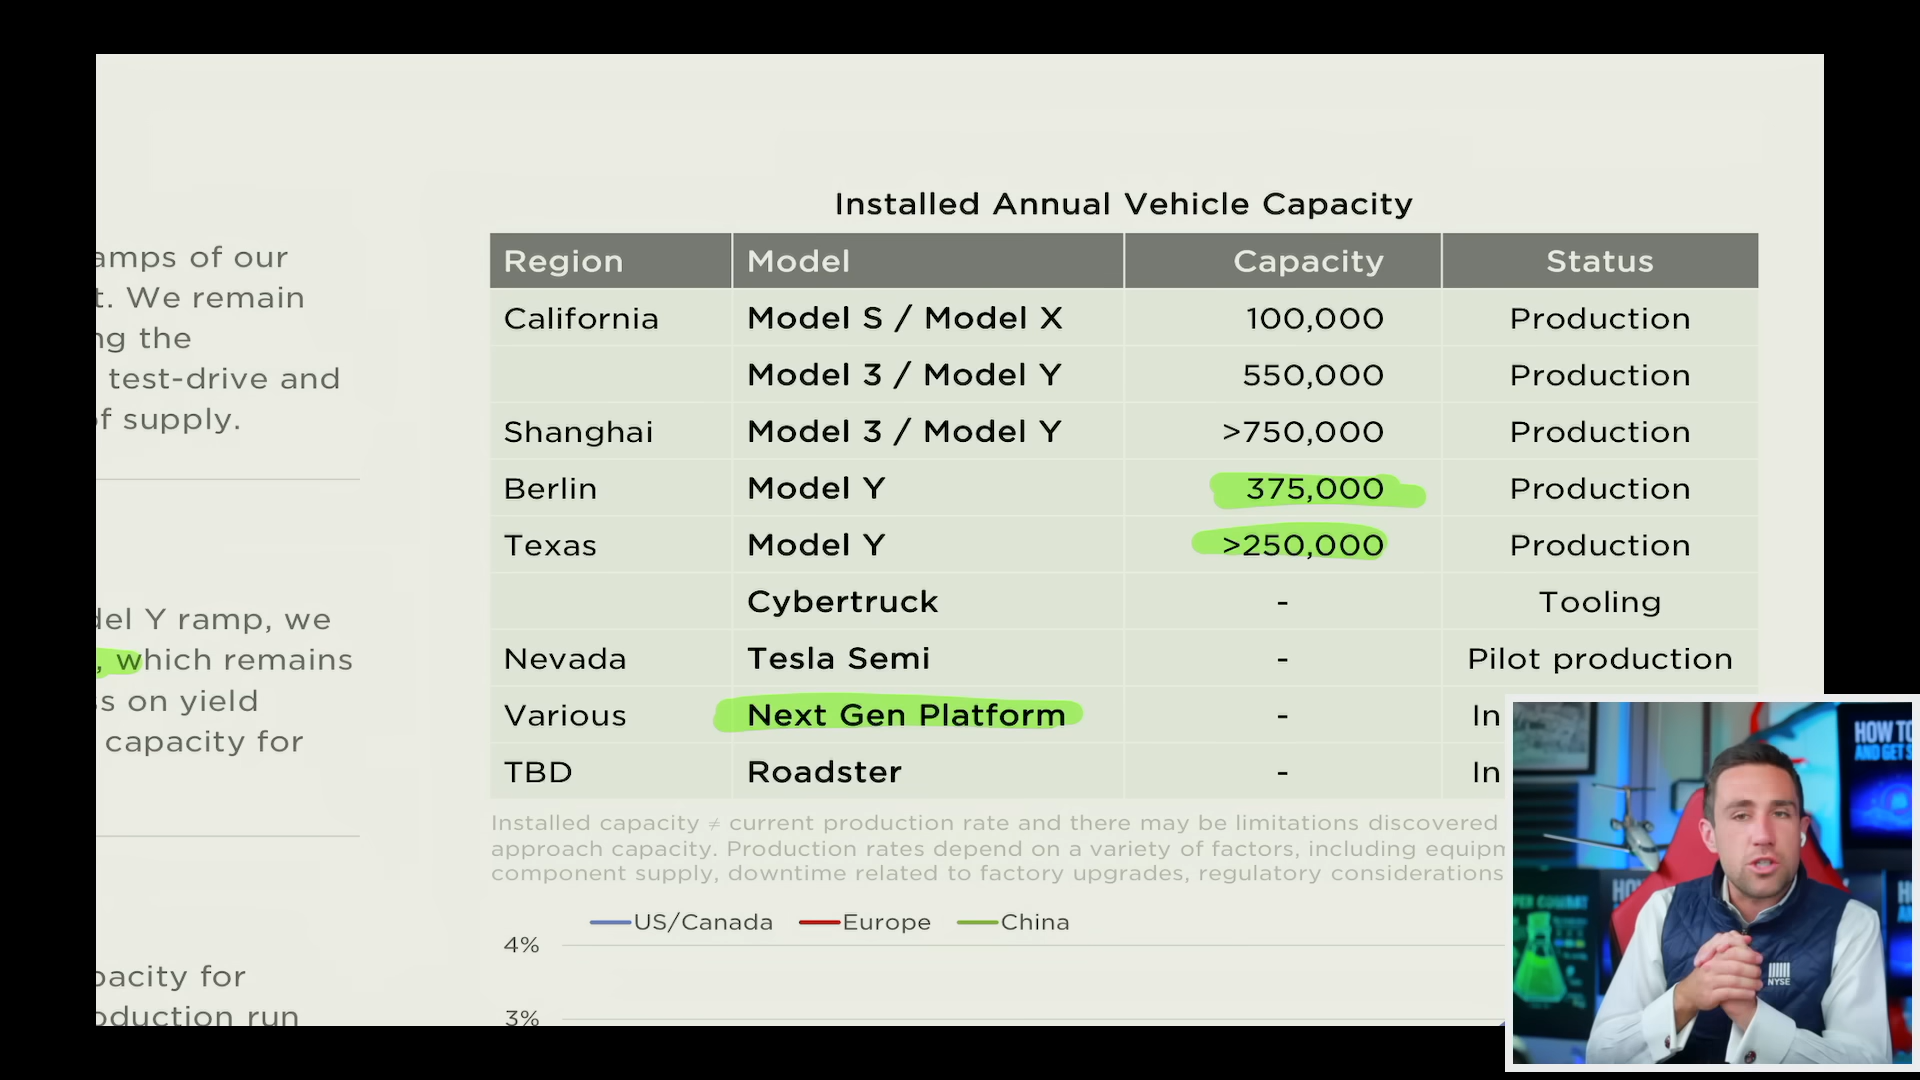 amps of our
t. We remain
ng the
test-drive and
of supply.
del Y ramp, we
, which remains
s on yield
capacity for
pacity for
oduction run
Installed Annual Vehicle Capacity
Region Model Capacity Status
California Model S / Model X 100,000 Production
Model 3 / Model Y 550,000 Production
Shanghai Model 3 / Model Y >750,000 Production
Berlin Model Y 375,000 Production
Texas Model Y >250,000 Production
Cybertruck - Tooling
Nevada Tesla Semi - Pilot production
Various Next Gen Platform - In
TBD Roadster - In
Installed capacity ≠ current production rate and there may be limitations discovered
approach capacity. Production rates depend on a variety of factors, including equipm
component supply, downtime related to factory upgrades, regulatory considerations
US/Canada Europe China
4%
3%
HOW TO
AND GET S
NYSE